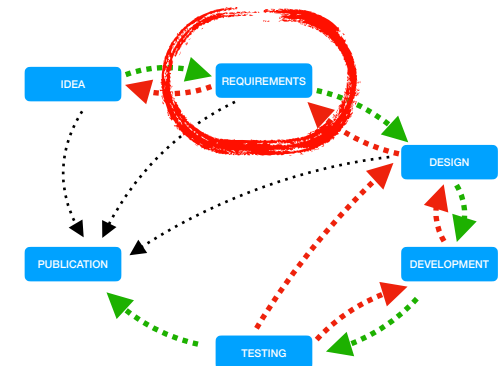 IDEA
REQUIREMENTS
DESIGN
PUBLICATION
DEVELOPMENT
TESTING